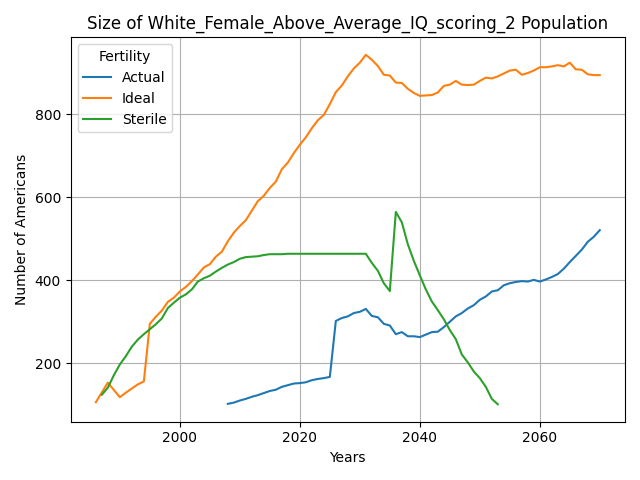 Size of White_Female_Above_Average_IQ_scoring_2 Population
Fertility
Actual
Ideal
Sterile
Number of Americans
800
600
400
200
2000
2020
2040
2060
Years